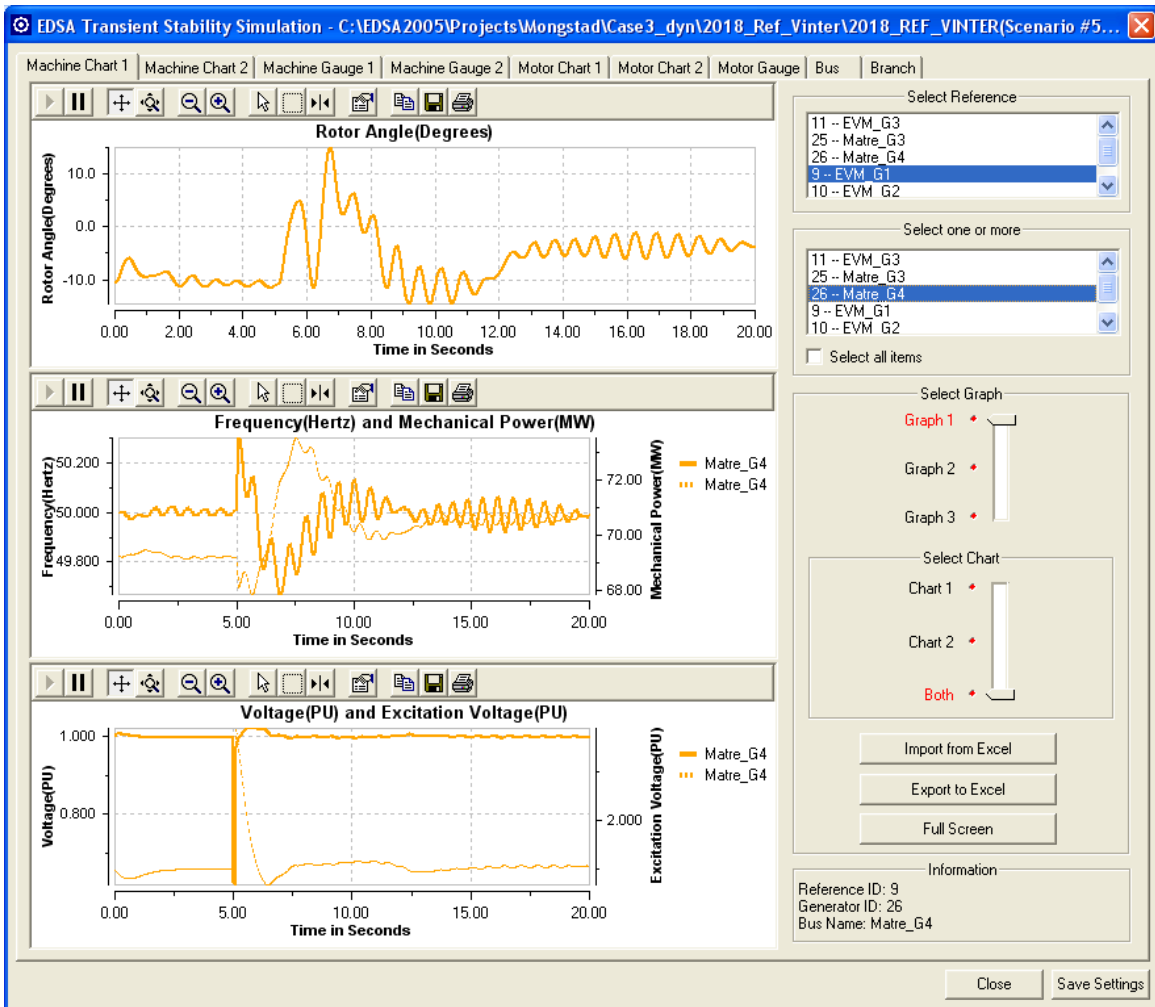 EDSA Transient Stability Simulation - C:\EDSA2005\Projects\Mongstad\Case3_dyn\2018_Ref_Vinter\2018_REF_VINTER(Scenario #5...
Machine Chart 1 Machine Chart 2 Machine Gauge 1 Machine Gauge 2 Motor Chart 1 Motor Chart 2 Motor Gauge Bus Branch
Rotor Angle(Degrees)
Rotor Angle(Degrees)
10.0
0.0
-10.0
0.00 2.00 4.00 6.00 8.00 10.00 12.00 14.00 16.00 18.00 20.00
Time in Seconds
Frequency(Hertz) and Mechanical Power(MW)
Frequency(Hertz)
50.200
50.000
49.800
72.00
70.00
68.00
Mechanical Power(MW)
Matre_G4
Matre_G4
0.00 5.00 10.00 15.00 20.00
Time in Seconds
Voltage(PU) and Excitation Voltage(PU)
Voltage(PU)
1.000
0.800
2.000
Excitation Voltage(PU)
Matre_G4
Matre_G4
0.00 5.00 10.00 15.00 20.00
Time in Seconds
Select Reference
11 -- EVM_G3
25 -- Matre_G3
26 -- Matre_G4
9 -- EVM_G1
10 -- EVM_G2
Select one or more
11 -- EVM_G3
25 -- Matre_G3
26 -- Matre_G4
9 -- EVM_G1
10 -- EVM_G2
Select all items
Select Graph
Graph 1
Graph 2
Graph 3
Select Chart
Chart 1
Chart 2
Both
Import from Excel
Export to Excel
Full Screen
Information
Reference ID: 9
Generator ID: 26
Bus Name: Matre_G4
Close Save Settings